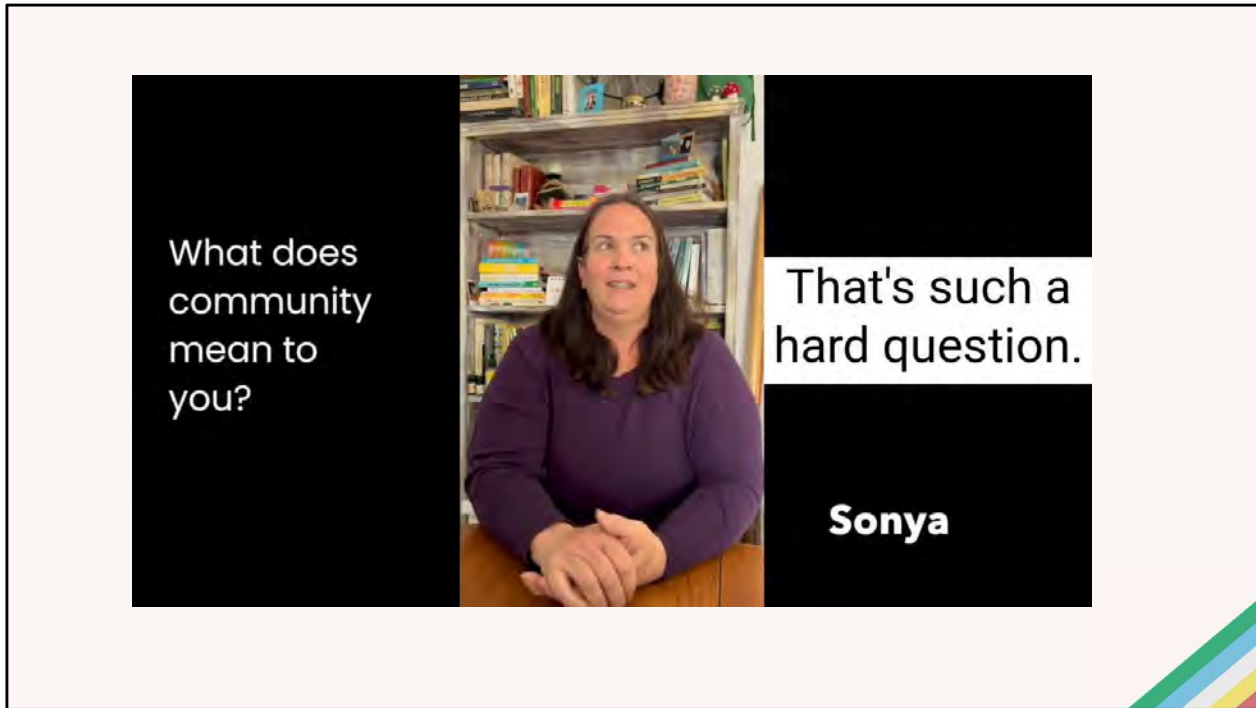 What does
community
mean to
you?
That's such a
hard question.
Sonya